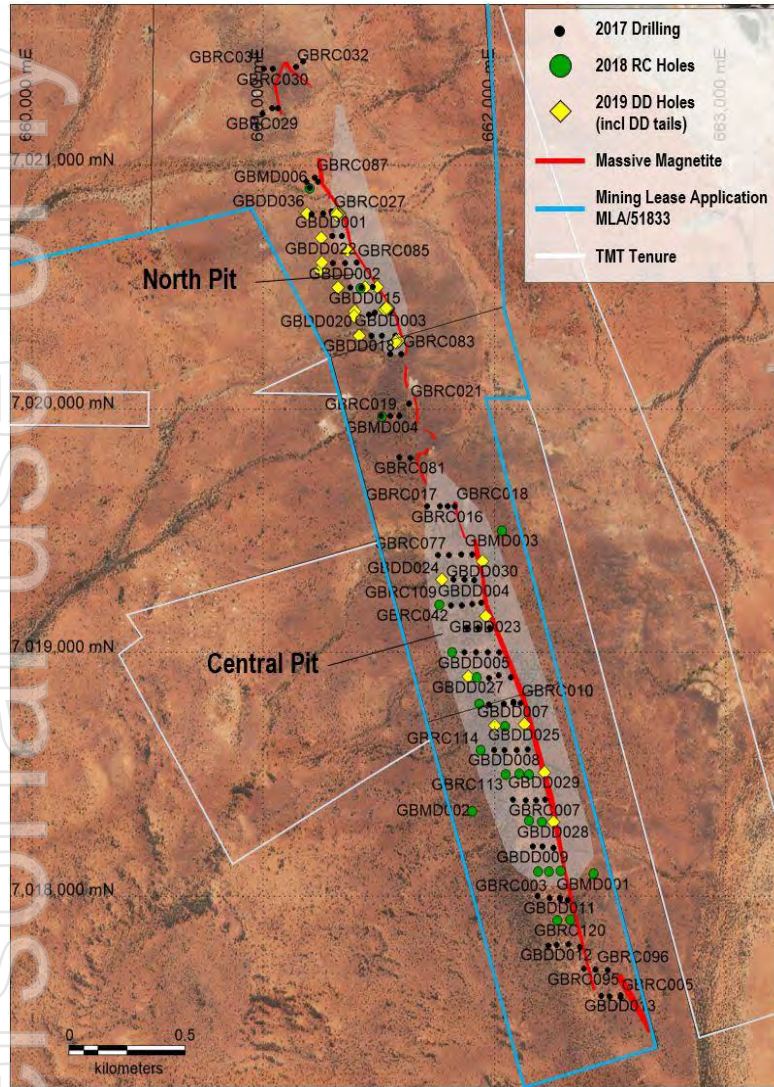 2017 Drilling
2018 RC Holes
2019 DD Holes
(incl DD tails)
Massive Magnetite
Mining Lease Application
MLA/51833
TMT Tenure
660,000 mE
662,000 mE
663,000 mE
7,021,000 mN
7,020,000 mN
7,019,000 mN
7,018,000 mN
GBRC032
GBRC030
GBRC029
GBRC087
GBMD006
GBDD036
GBRC027
GBDD001
GBRC085
GBDD022
North Pit
GBDD002
GBDD015
GBDD020
GBDD003
GBDD018
GBRC083
GBRC021
GBRC019
GBMD004
GBRC081
GBRC017
GBRC018
GBRC016
GBRC077
GBMD003
GBDD024
GBDD030
GBRC109
GBDD004
GBRC042
GBDD023
Central Pit
GBDD005
GBDD027
GBRC010
GBDD007
GBRC114
GBDD025
GBDD008
GBRC113
GBDD029
GBMD002
GBRC007
GBDD028
GBDD009
GBRC003
GBMD001
GBDD011
GBRC120
GBDD012
GBRC096
GBRC095
GBRC005
GBDD013
0 0.5
kilometers